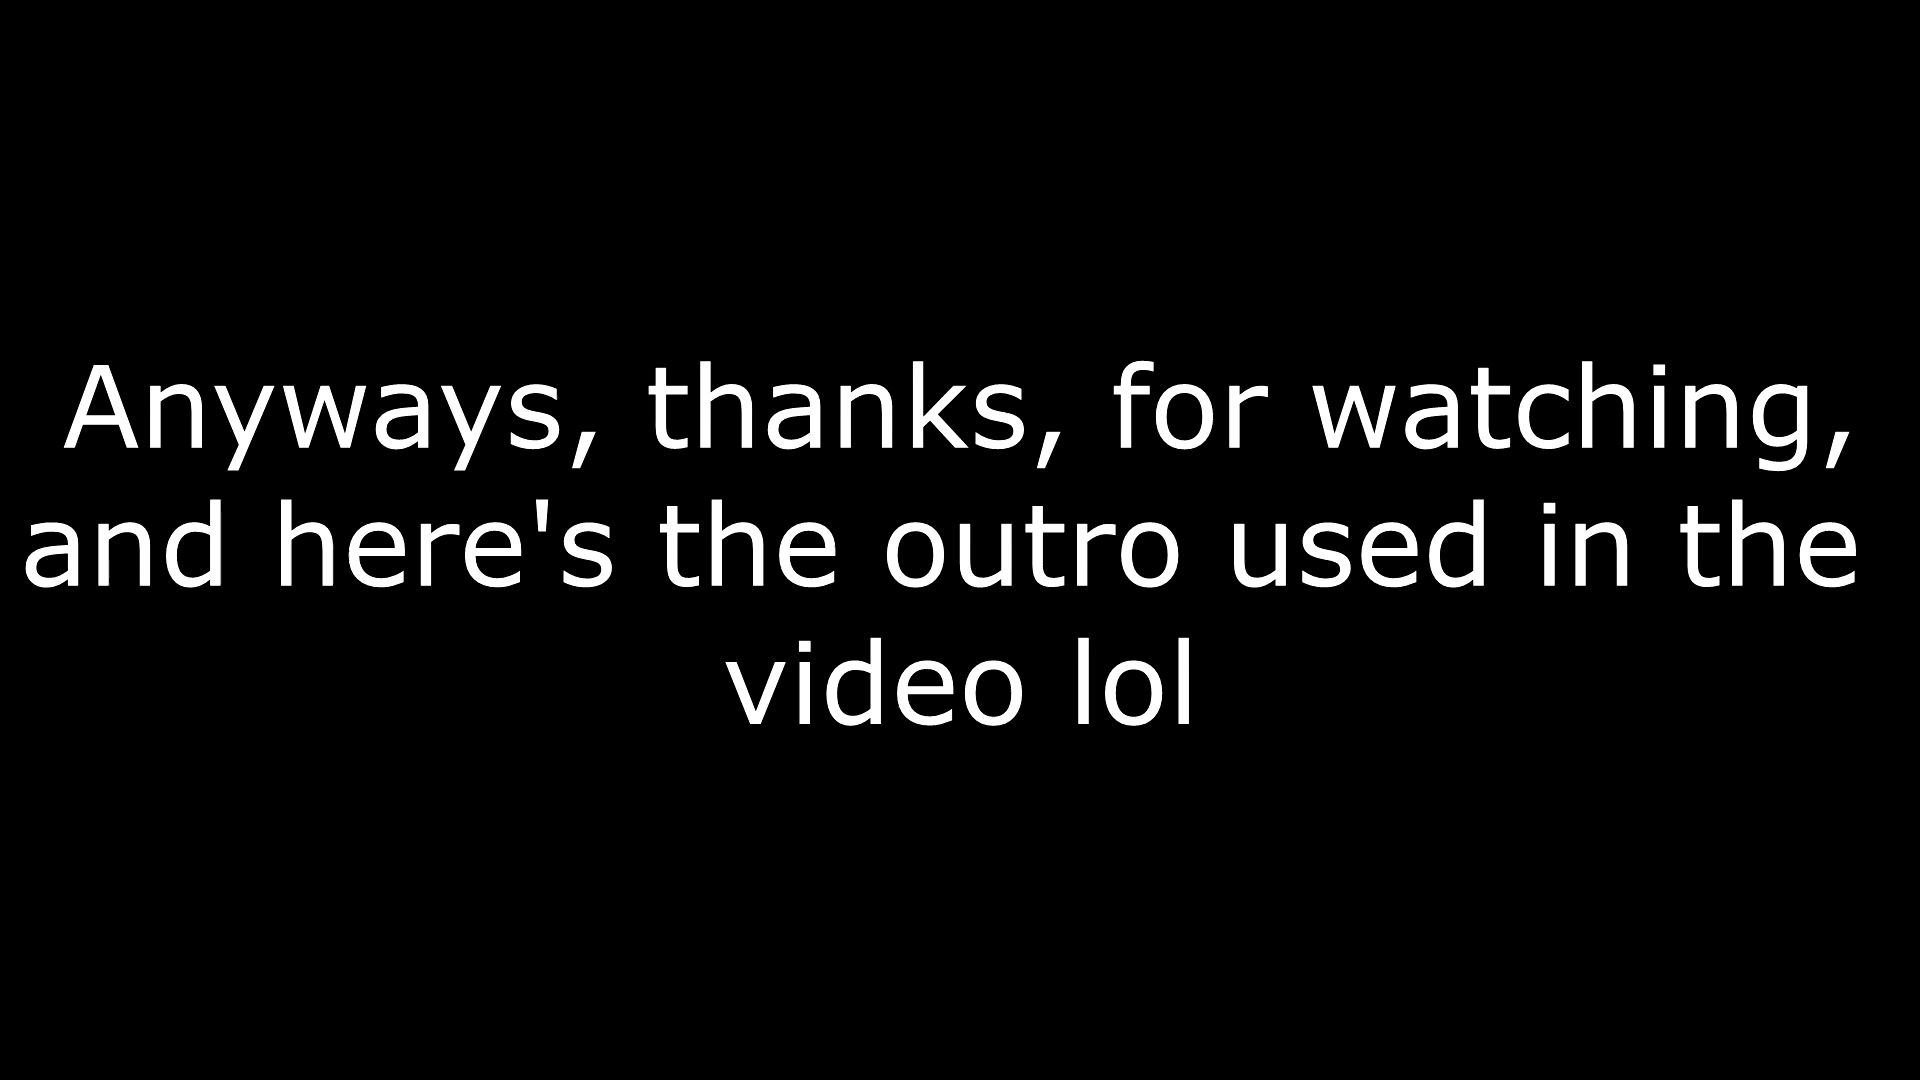 Anyways, thanks, for watching,
and here's the outro used in the
video lol